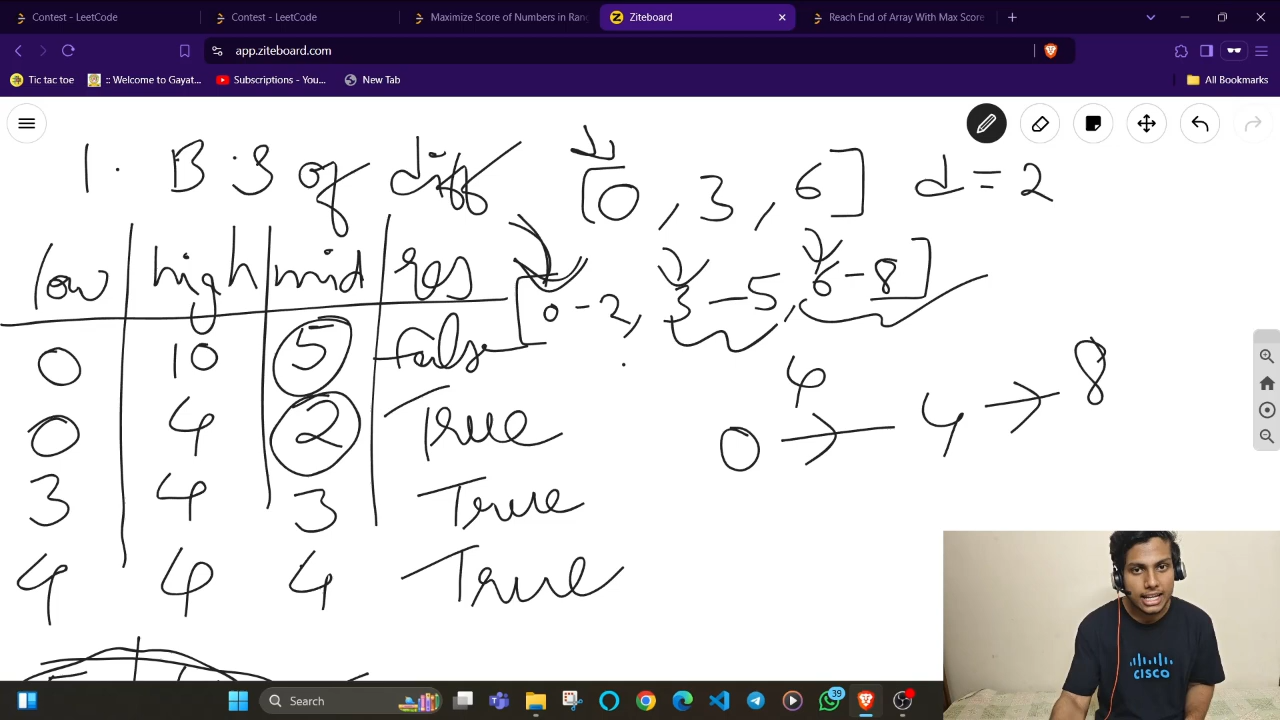 Contest - LeetCode
Contest - LeetCode
Maximize Score of Numbers in Ran
Ziteboard
Reach End of Array With Max Score
app.ziteboard.com
Tic tac toe
:: Welcome to Gayat...
Subscriptions - You...
New Tab
All Bookmarks
1. B.S of diff
[0, 3, 6] d = 2
low high mid res
[0-2, 3-5, 6-8]
0 10 5 false
0 4 2 True
3 4 3 True
4 4 4 True
4
0 → 4 → 8
CISCO
Search
39